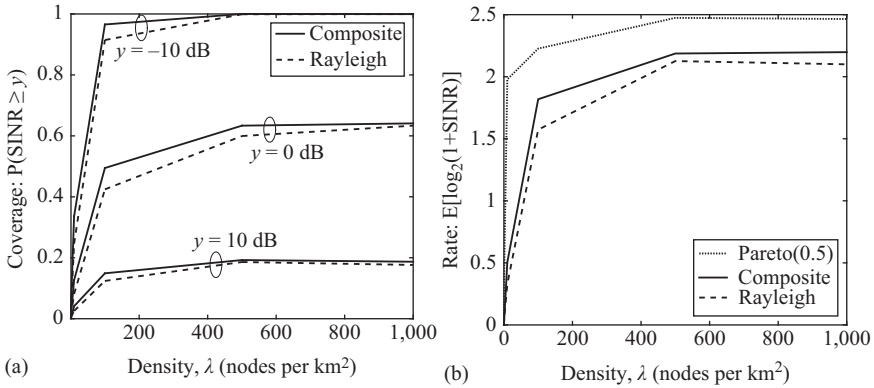 Coverage: P(SINR ≥ y)
1
0.8
0.6
0.4
0.2
0
y = –10 dB
y = 0 dB
y = 10 dB
Composite
Rayleigh
200
400
600
800
1,000
Density, λ (nodes per km²)
(a)
Rate: E[log₂(1+SINR)]
2.5
2
1.5
1
0.5
0
Pareto(0.5)
Composite
Rayleigh
0
200
400
600
800
1,000
Density, λ (nodes per km²)
(b)